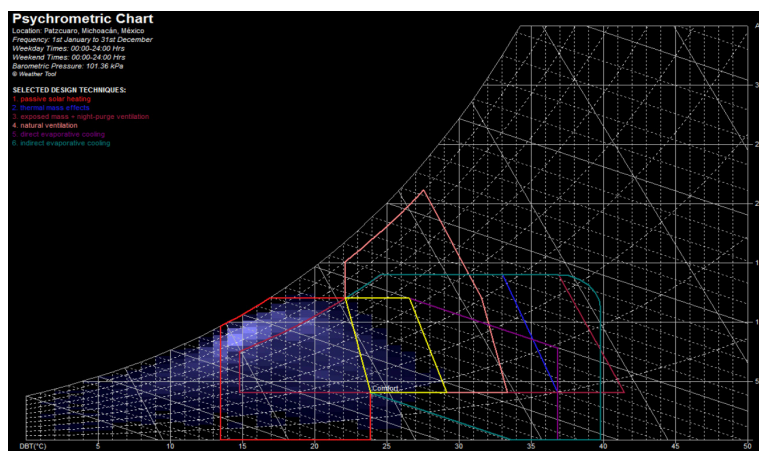 Psychrometric Chart
Location: Patzcuaro, Michoacán, México
Frequency: 1st January to 31st December
Weekday Times: 00:00-24:00 Hrs
Weekend Times: 00:00-24:00 Hrs
Barometric Pressure: 101.36 kPa
© Weather Tool
SELECTED DESIGN TECHNIQUES:
1. passive solar heating
2. thermal mass effects
3. exposed mass + night-purge ventilation
4. natural ventilation
5. direct evaporative cooling
6. indirect evaporative cooling
Comfort
DBT(°C) 5 10 15 20 25 30 35 40 45 50